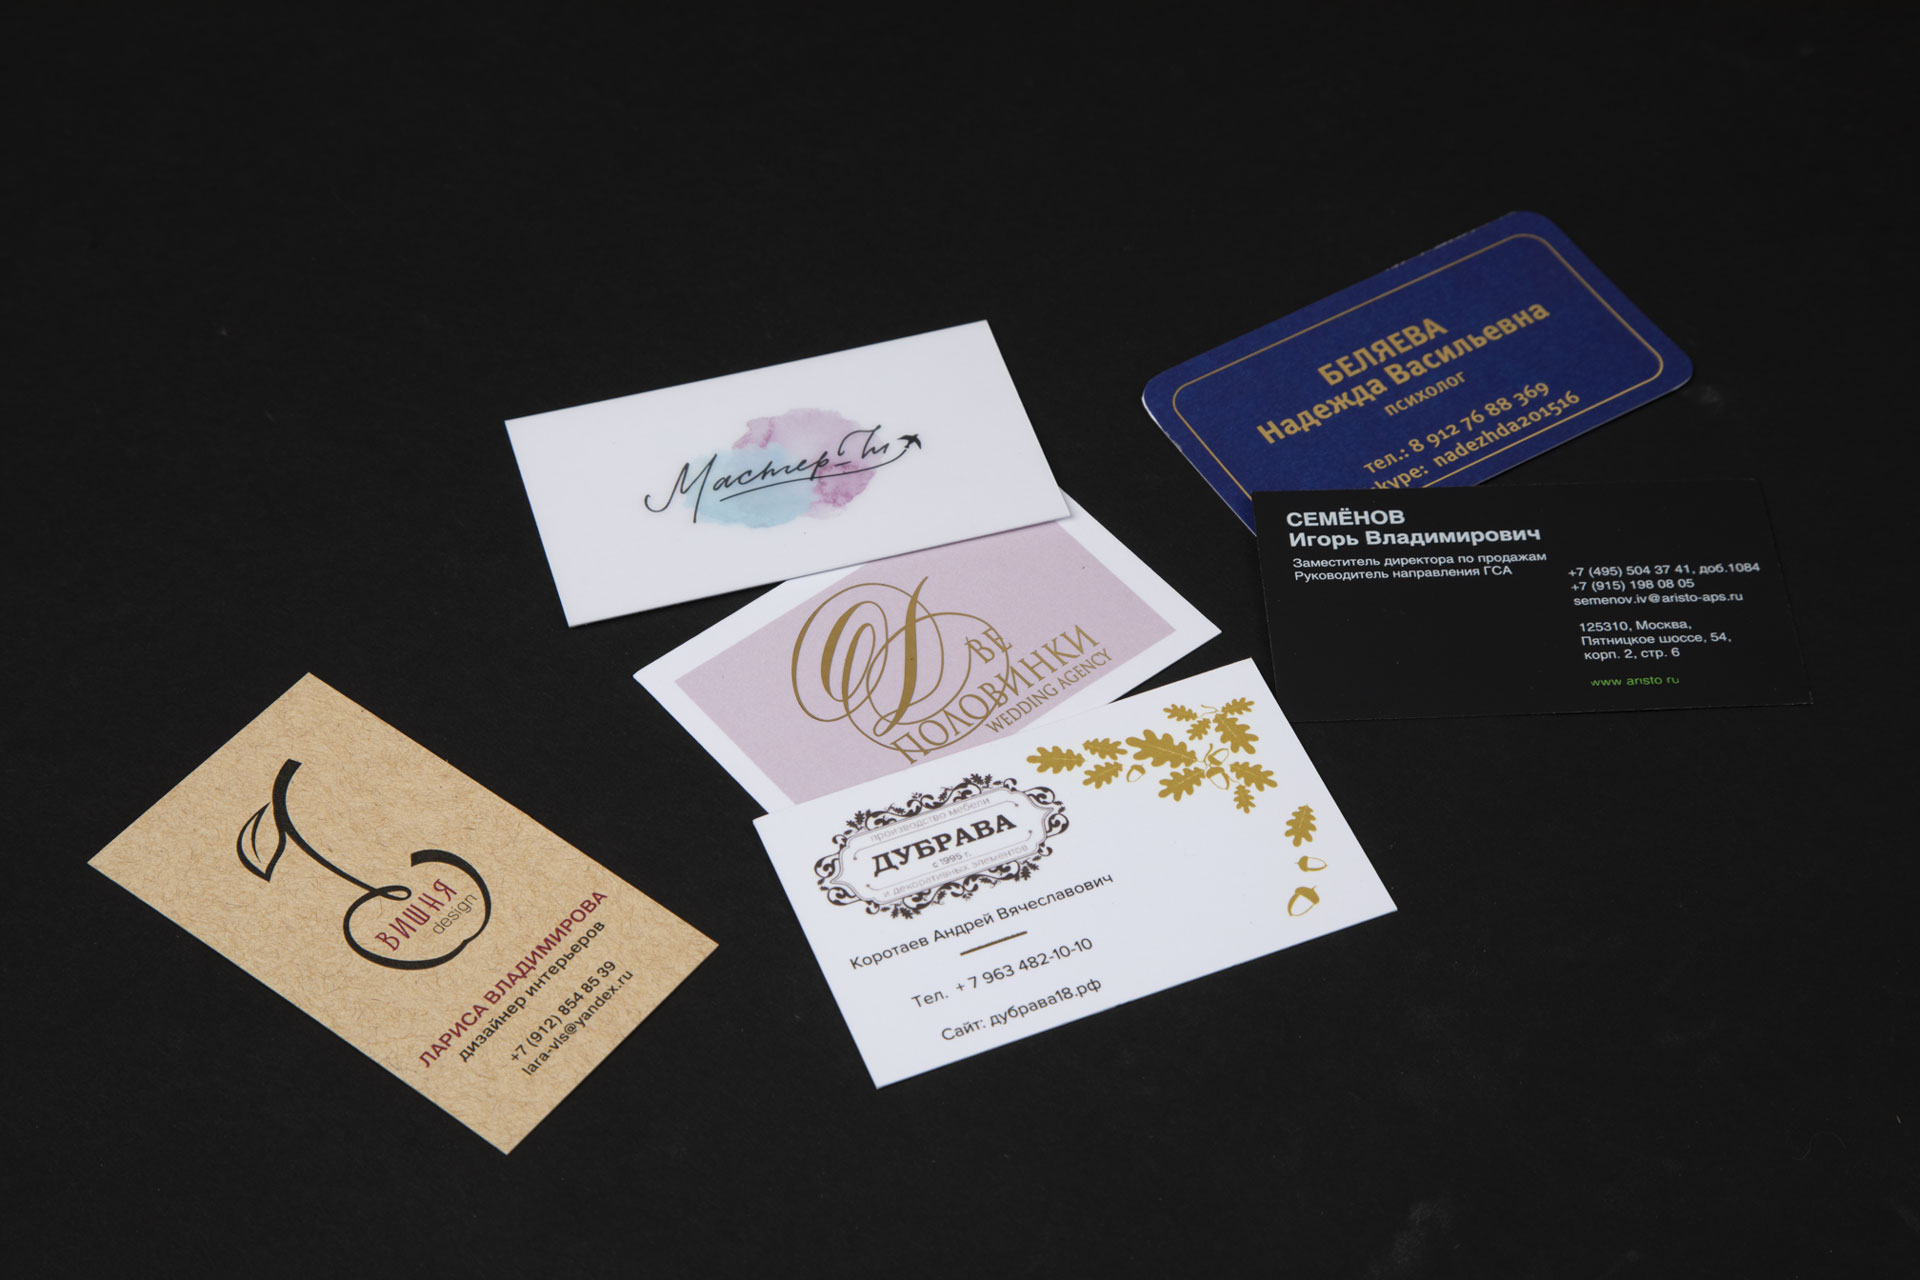 Мастер-Ти
БЕЛЯЕВА
Надежда Васильевна
психолог
тел.: 8 912 76 88 369
skype: nadezhda201516
СЕМЁНОВ
Игорь Владимирович
Заместитель директора по продажам
Руководитель направления ГСА
+7 (495) 504 37 41, доб.1084
+7 (915) 198 08 05
semenov.iv@aristo-aps.ru
125310, Москва,
Пятницкое шоссе, 54,
корп. 2, стр. 6
www aristo ru
ДВЕ
ПОЛОВИНКИ
WEDDING AGENCY
производство мебели
ДУБРАВА
с 1995 г.
и декоративных элементов
Коротаев Андрей Вячеславович
Тел. +7 963 482-10-10
Сайт: дубрава18.рф
ВИШНЯ
design
ЛАРИСА ВЛАДИМИРОВА
дизайнер интерьеров
+7 (912) 854 85 39
lara-vis@yandex.ru